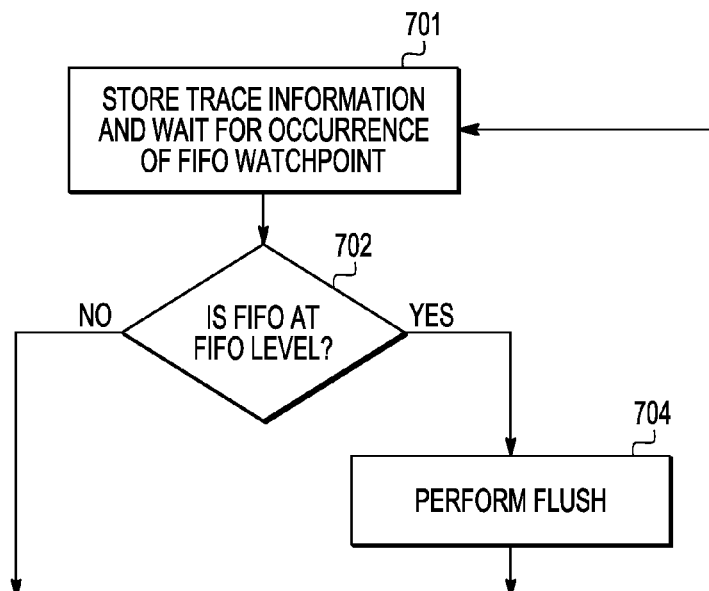 701
STORE TRACE INFORMATION
AND WAIT FOR OCCURRENCE
OF FIFO WATCHPOINT
702
NO
IS FIFO AT
FIFO LEVEL?
YES
704
PERFORM FLUSH